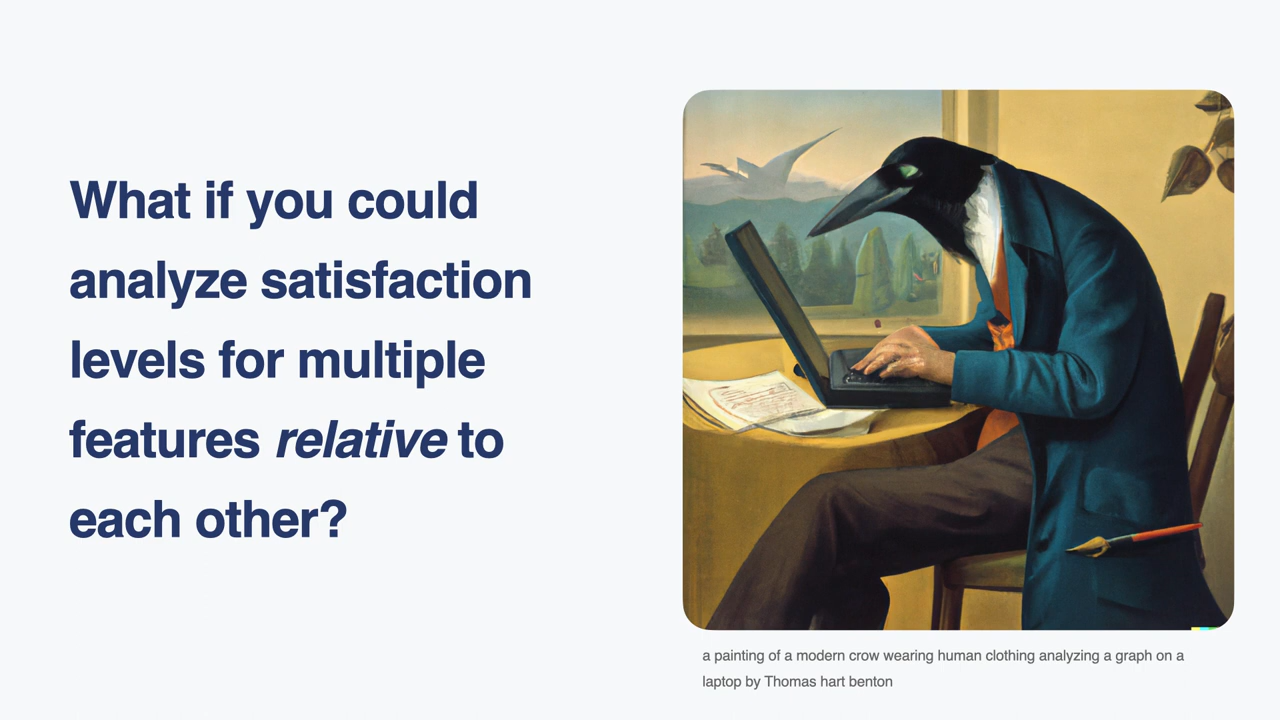 What if you could
analyze satisfaction
levels for multiple
features relative to
each other?
a painting of a modern crow wearing human clothing analyzing a graph on a
laptop by Thomas hart benton